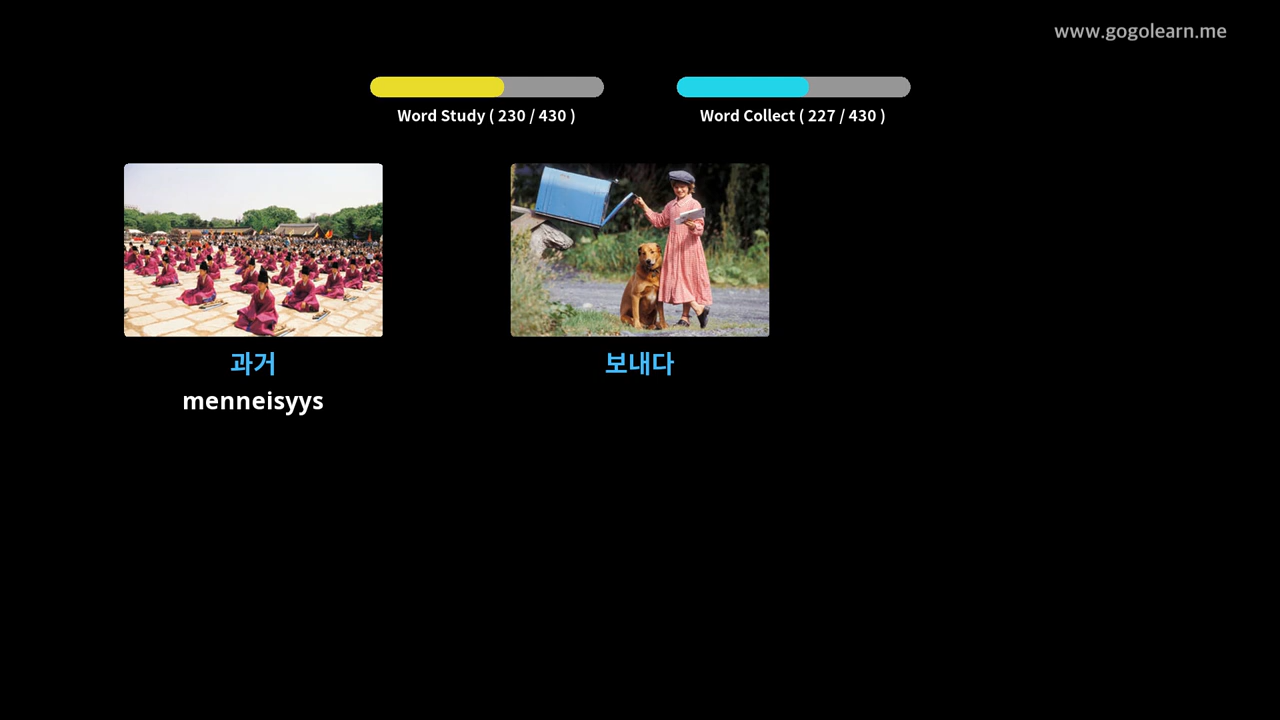 www.gogolearn.me
Word Study ( 230 / 430 )
Word Collect ( 227 / 430 )
과거
보내다
menneisyys